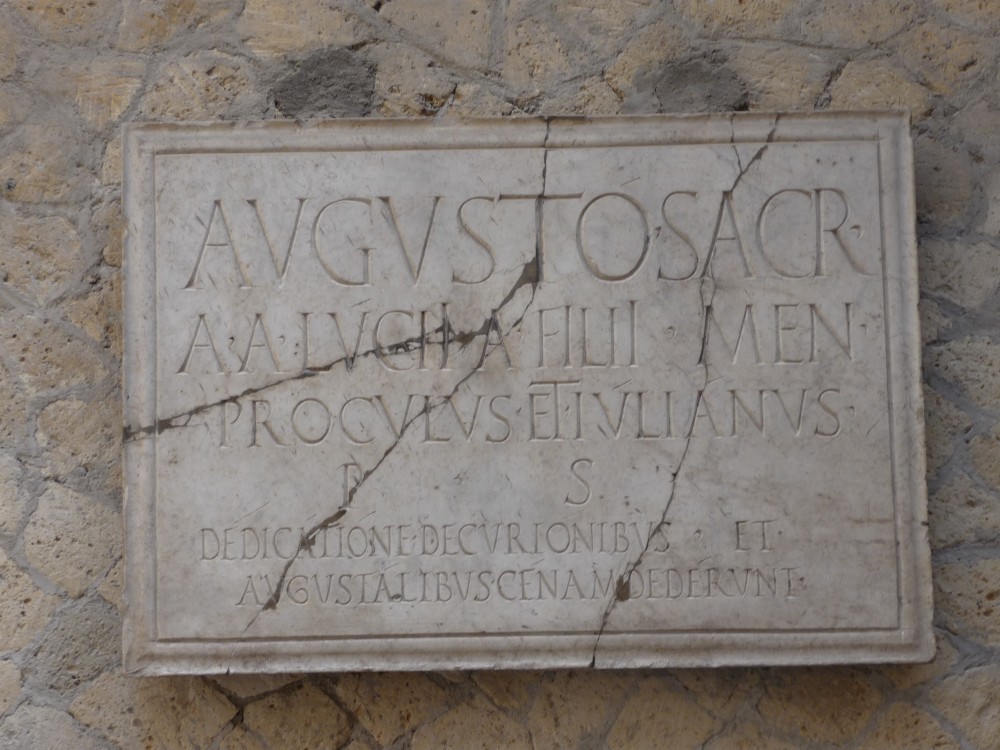 AVGVSTO·SACR·
A·A·LVCII·A·FILII·MEN·
PROCVLVS·ET·IVLIANVS·
P S
DEDICATIONE·DECVRIONIBVS ET
AVGVSTALIBVS CENAM DEDERVNT